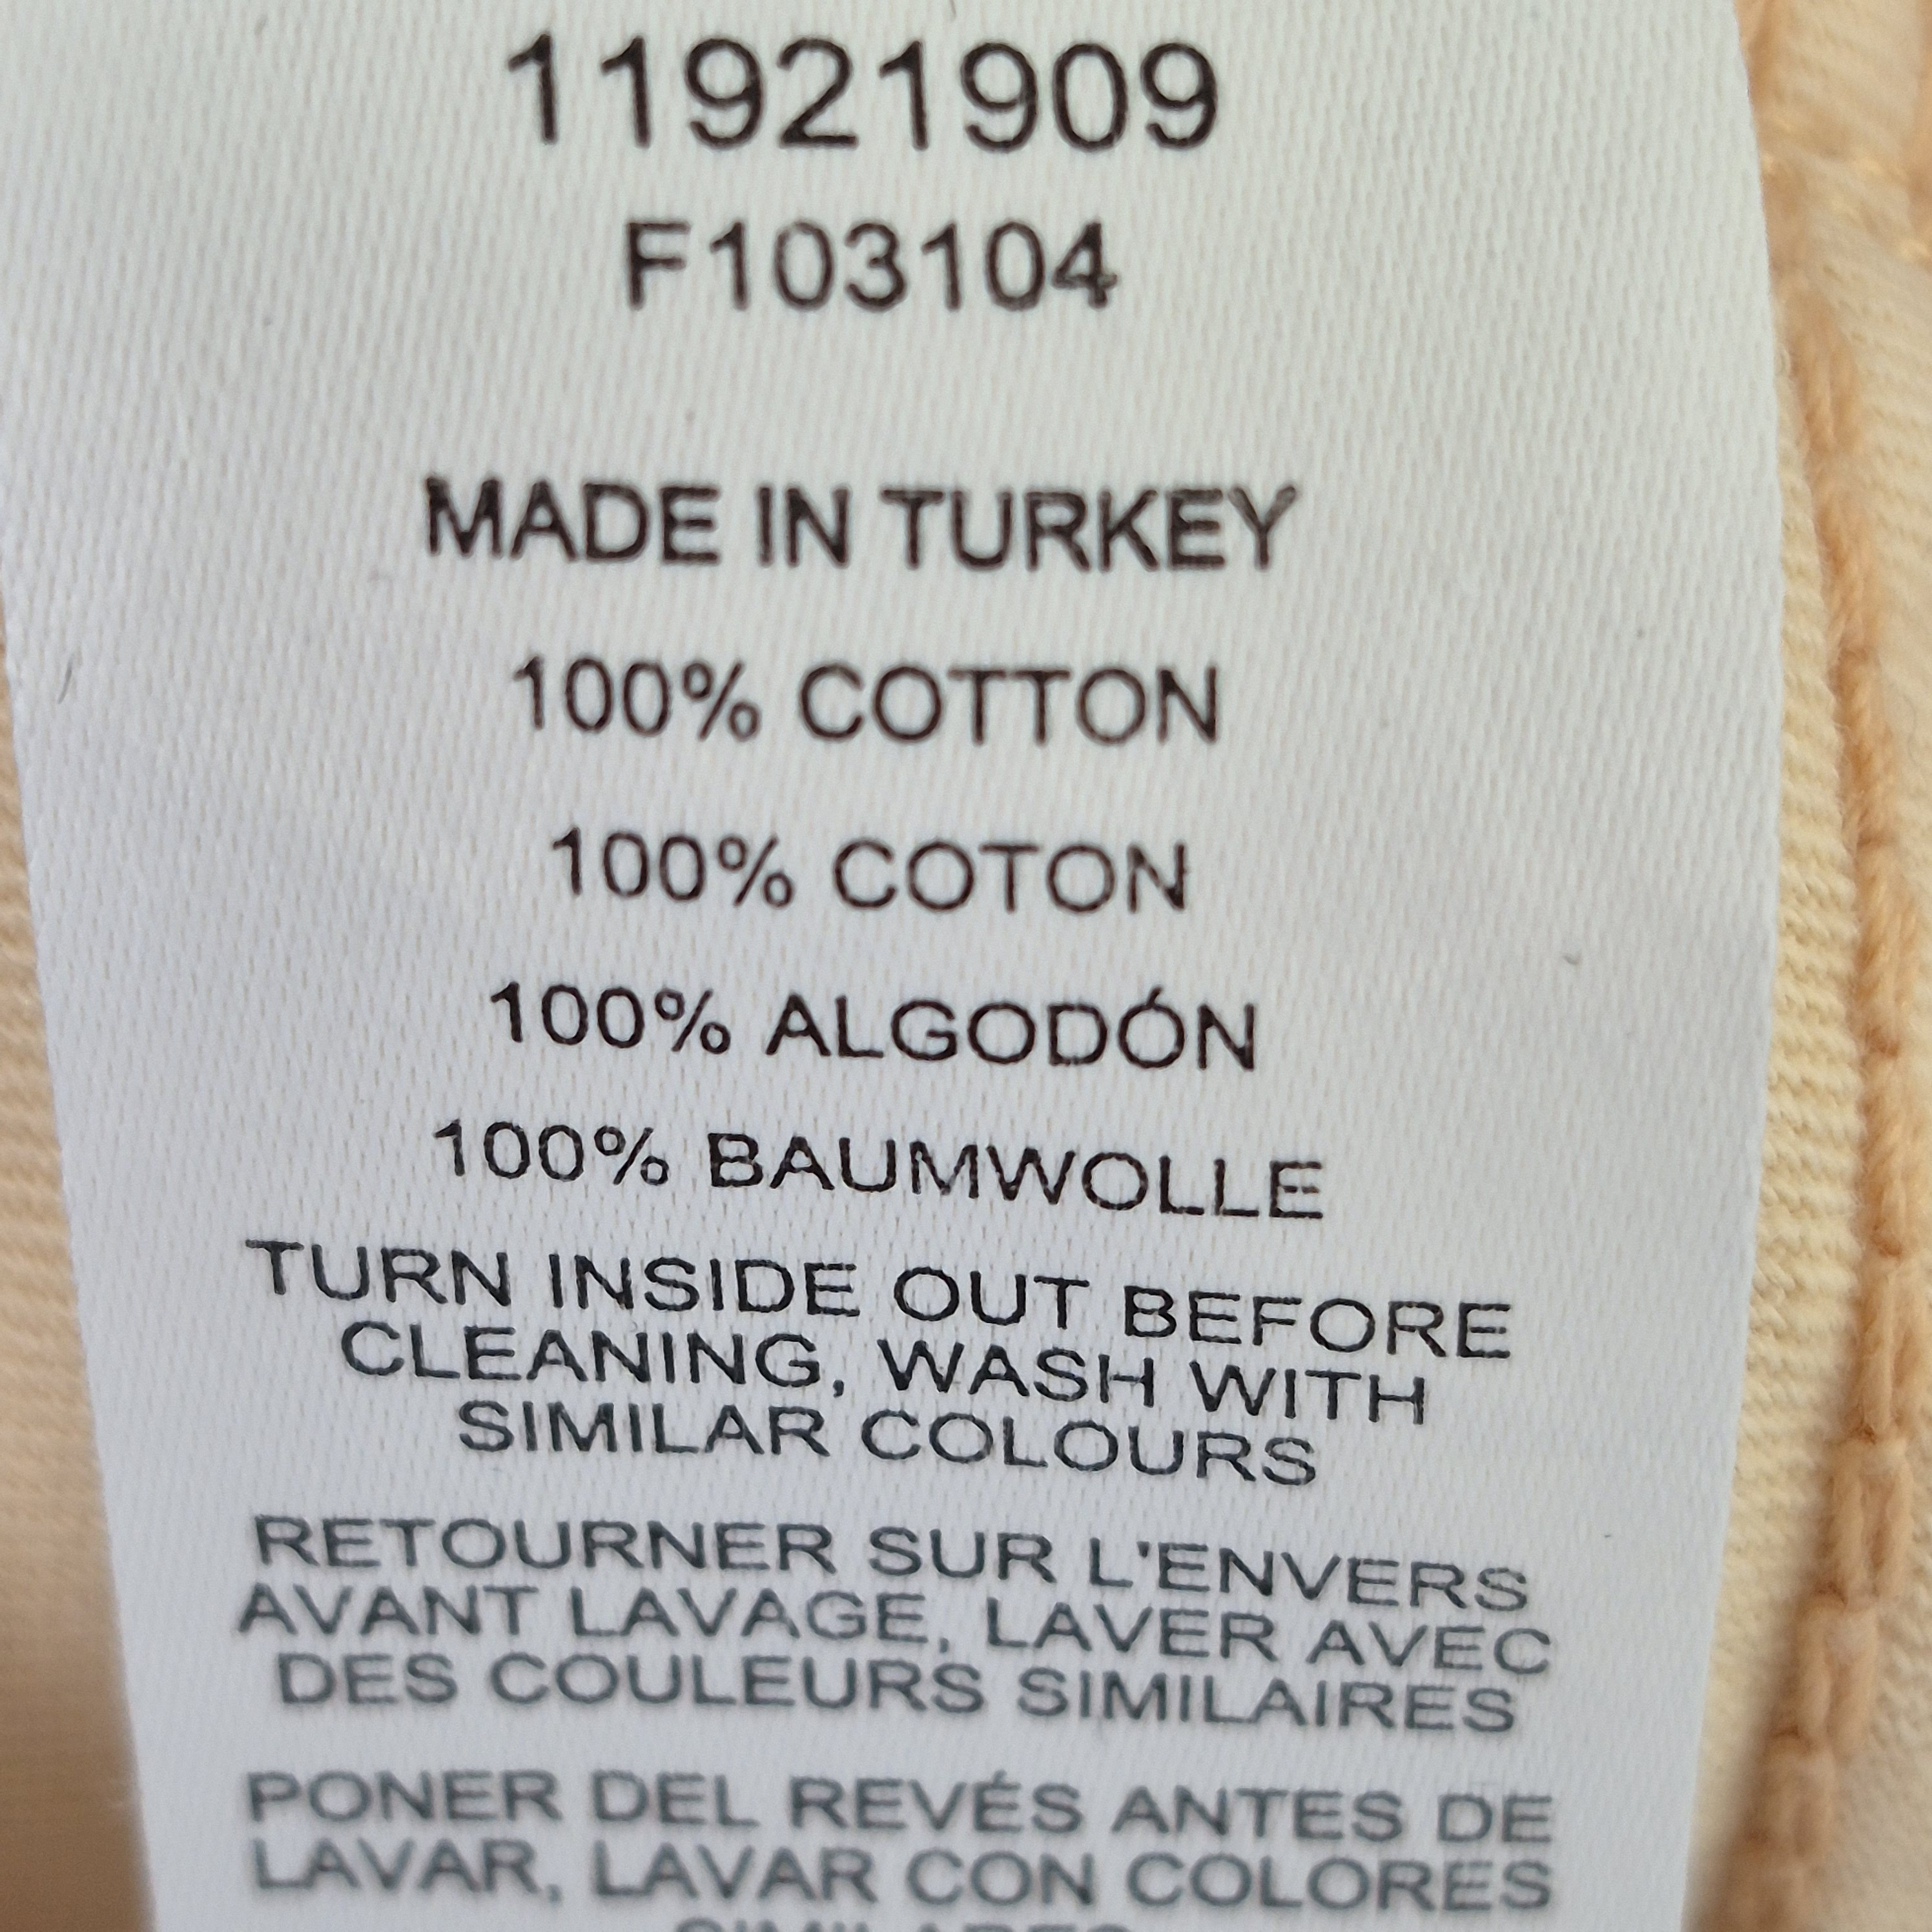 11921909
F103104
MADE IN TURKEY
100% COTTON
100% COTON
100% ALGODÓN
100% BAUMWOLLE
TURN INSIDE OUT BEFORE
CLEANING, WASH WITH
SIMILAR COLOURS
RETOURNER SUR L'ENVERS
AVANT LAVAGE, LAVER AVEC
DES COULEURS SIMILAIRES
PONER DEL REVÉS ANTES DE
LAVAR, LAVAR CON COLORES